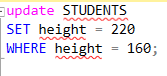 update STUDENTS
SET height = 220
WHERE height = 160;